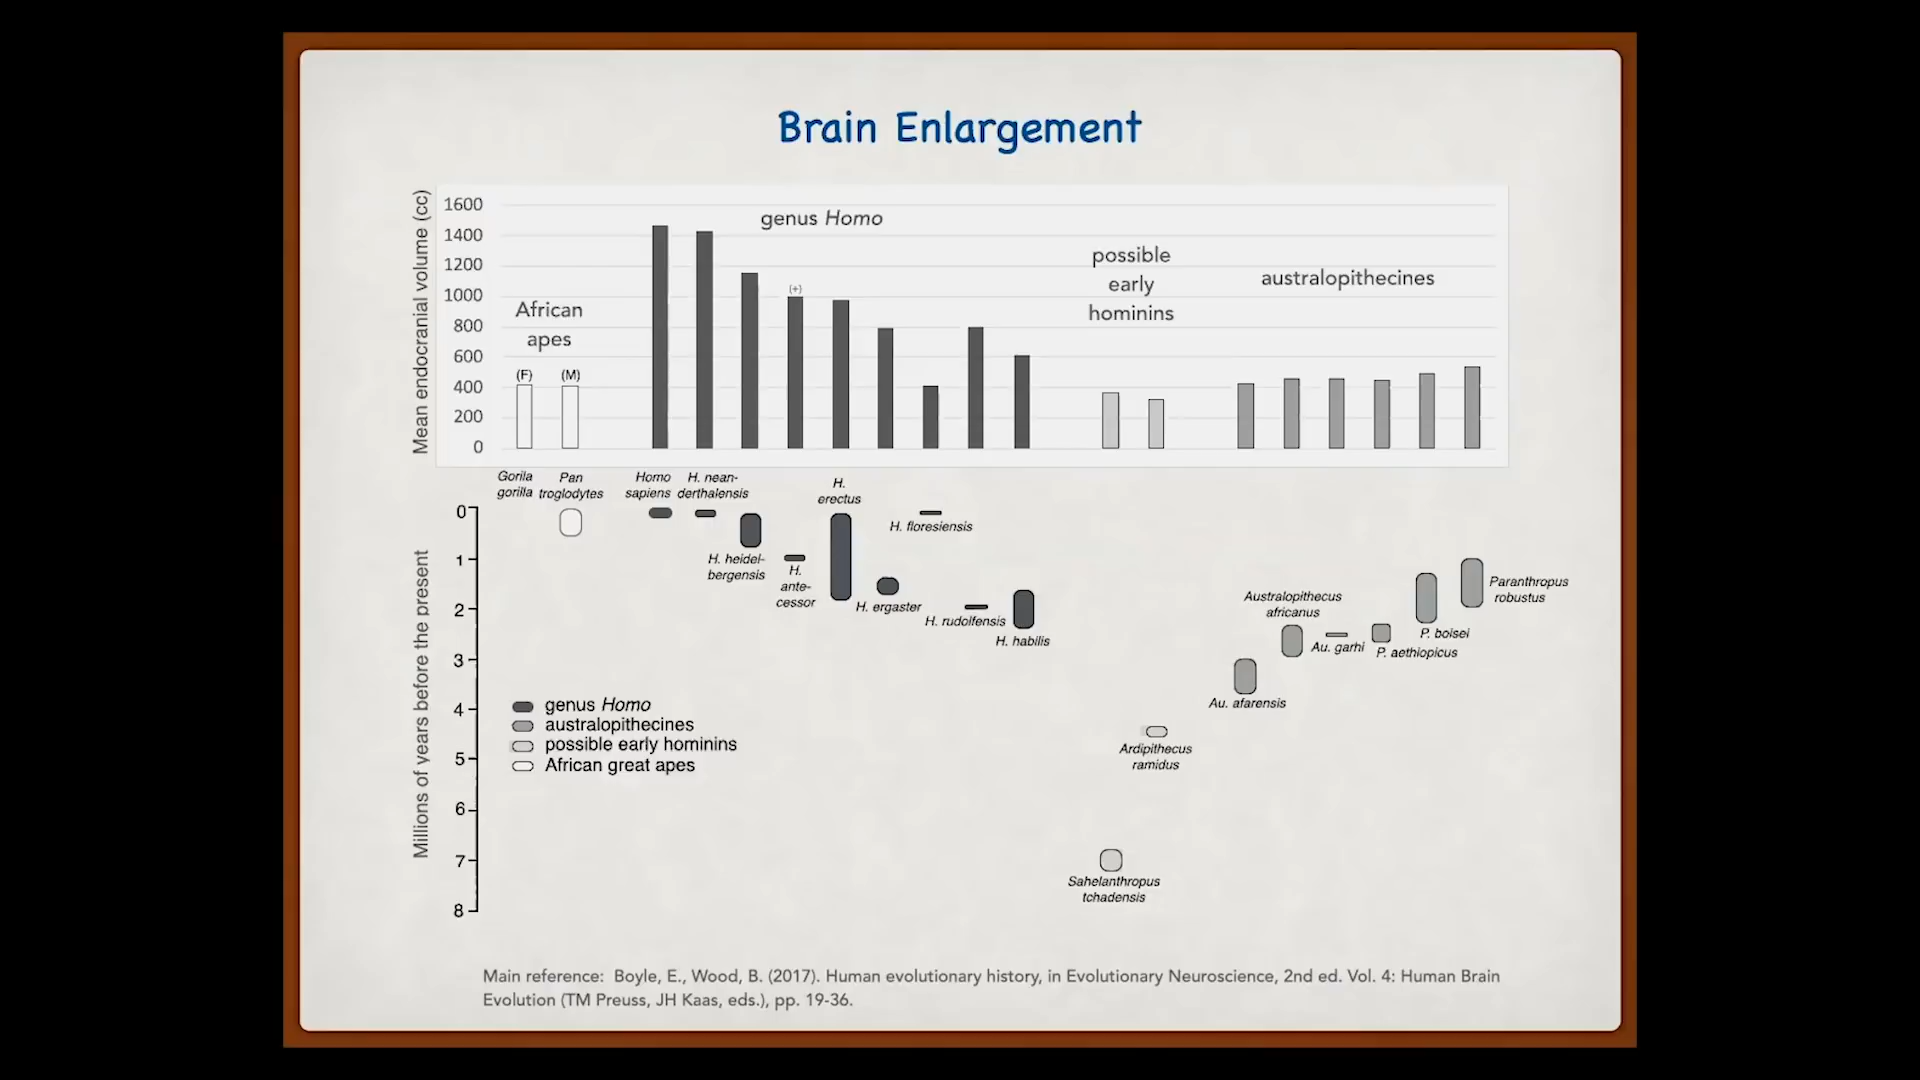 Brain Enlargement
Mean endocranial volume (cc)
1600
1400
1200
1000
800
600
400
200
0
genus Homo
African
apes
(F)
(M)
(+)
possible
early
hominins
australopithecines
Gorila
gorilla
Pan
troglodytes
Homo
sapiens
H. nean-
derthalensis
H.
erectus
H. floresiensis
H. heidel-
bergensis
H.
ante-
cessor
H. ergaster
H. rudolfensis
H. habilis
Australopithecus
africanus
Paranthropus
robustus
Au. garhi
P. boisei
P. aethiopicus
Au. afarensis
Ardipithecus
ramidus
Sahelanthropus
tchadensis
Millions of years before the present
0
1
2
3
4
5
6
7
8
genus Homo
australopithecines
possible early hominins
African great apes
Main reference: Boyle, E., Wood, B. (2017). Human evolutionary history, in Evolutionary Neuroscience, 2nd ed. Vol. 4: Human Brain
Evolution (TM Preuss, JH Kaas, eds.), pp. 19-36.